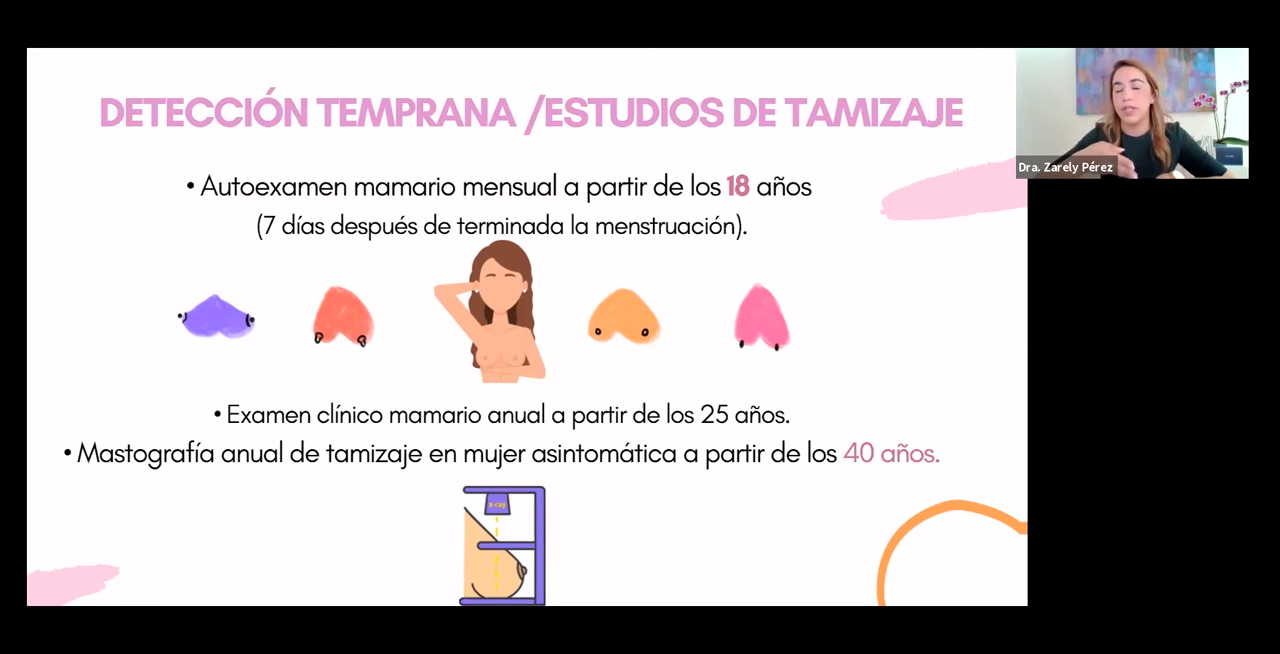 DETECCIÓN TEMPRANA /ESTUDIOS DE TAMIZAJE
Dra. Zarely Pérez
• Autoexamen mamario mensual a partir de los 18 años
(7 días después de terminada la menstruación).
• Examen clínico mamario anual a partir de los 25 años.
• Mastografía anual de tamizaje en mujer asintomática a partir de los 40 años.
x-ray